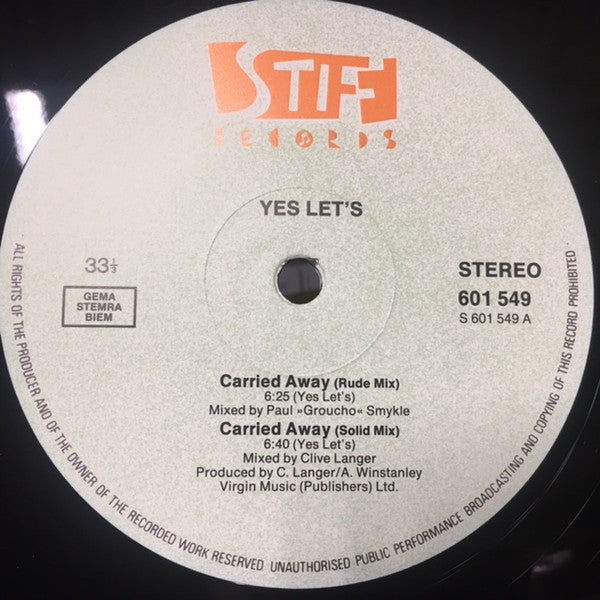 STIFF
RECORDS
YES LET'S
33⅓
STEREO
GEMA
STEMRA
BIEM
601 549
S 601 549 A
Carried Away (Rude Mix)
6:25 (Yes Let's)
Mixed by Paul »Groucho« Smykle
Carried Away (Solid Mix)
6:40 (Yes Let's)
Mixed by Clive Langer
Produced by C. Langer/A. Winstanley
Virgin Music (Publishers) Ltd.
ALL RIGHTS OF THE PRODUCER AND OF THE OWNER OF THE RECORDED WORK RESERVED UNAUTHORISED PUBLIC PERFORMANCE BROADCASTING AND COPYING OF THIS RECORD PROHIBITED